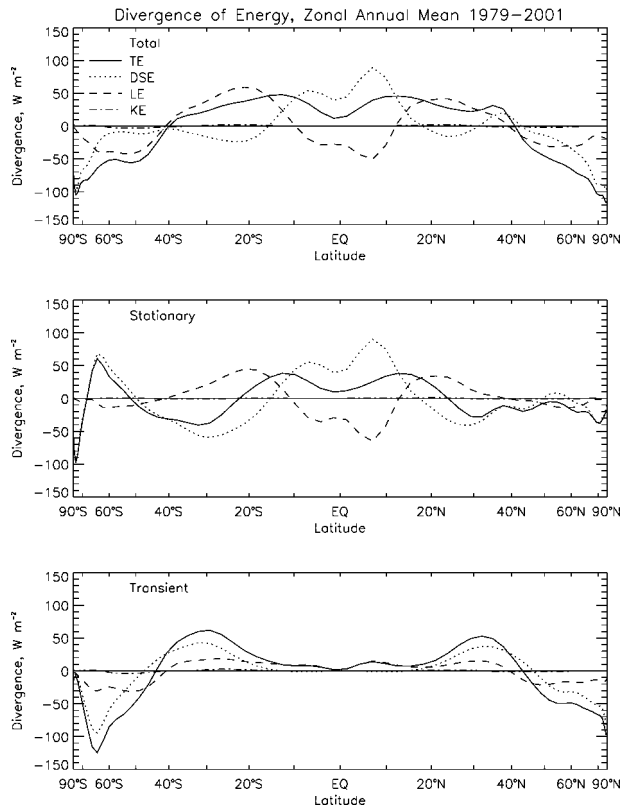 Divergence of Energy, Zonal Annual Mean 1979−2001
Total
TE
DSE
LE
KE
Divergence, W m⁻²
150
100
50
0
−50
−100
−150
90°S 60°S 40°S 20°S EQ 20°N 40°N 60°N 90°N
Latitude
Stationary
Divergence, W m⁻²
150
100
50
0
−50
−100
−150
90°S 60°S 40°S 20°S EQ 20°N 40°N 60°N 90°N
Latitude
Transient
Divergence, W m⁻²
150
100
50
0
−50
−100
−150
90°S 60°S 40°S 20°S EQ 20°N 40°N 60°N 90°N
Latitude